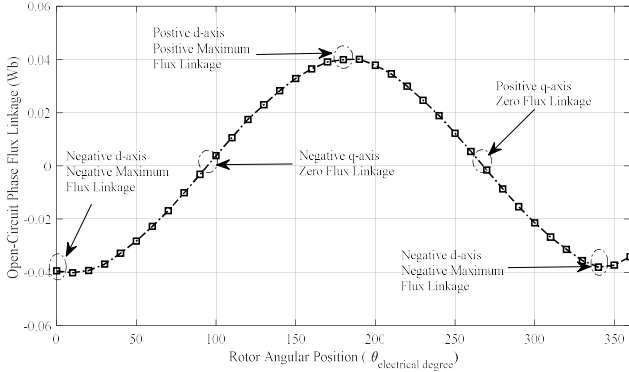 0.06
Postive d-axis
Positive Maximum
Flux Linkage
0.04
Positive q-axis
Zero Flux Linkage
0.02
Negative d-axis
Negative Maximum
Flux Linkage
Negative q-axis
Zero Flux Linkage
0
-0.02
Negative d-axis
Negative Maximum
Flux Linkage
-0.04
-0.06
Open-Circuit Phase Flux Linkage (Wb)
0 50 100 150 200 250 300 350
Rotor Angular Position ( θelectrical degree)